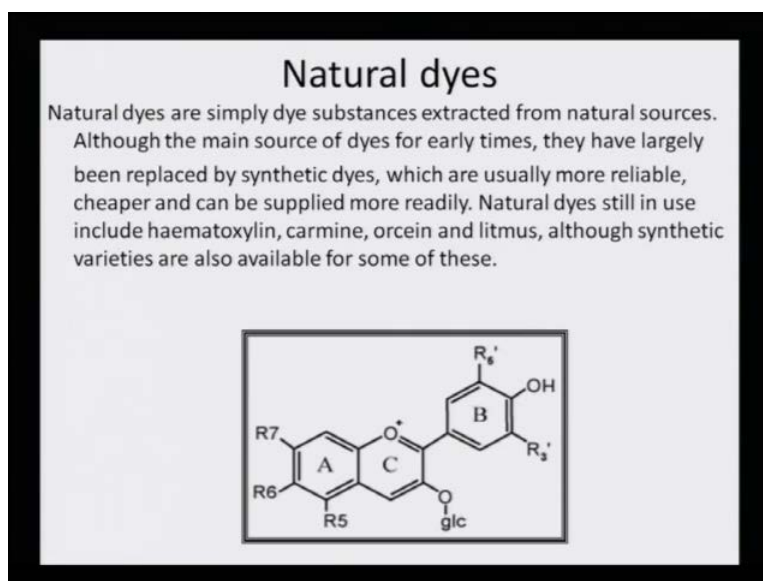 Natural dyes
Natural dyes are simply dye substances extracted from natural sources.
Although the main source of dyes for early times, they have largely
been replaced by synthetic dyes, which are usually more reliable,
cheaper and can be supplied more readily. Natural dyes still in use
include haematoxylin, carmine, orcein and litmus, although synthetic
varieties are also available for some of these.
R₅'
OH
B
R7
O⁺
R₃'
A
C
R6
O
R5
glc